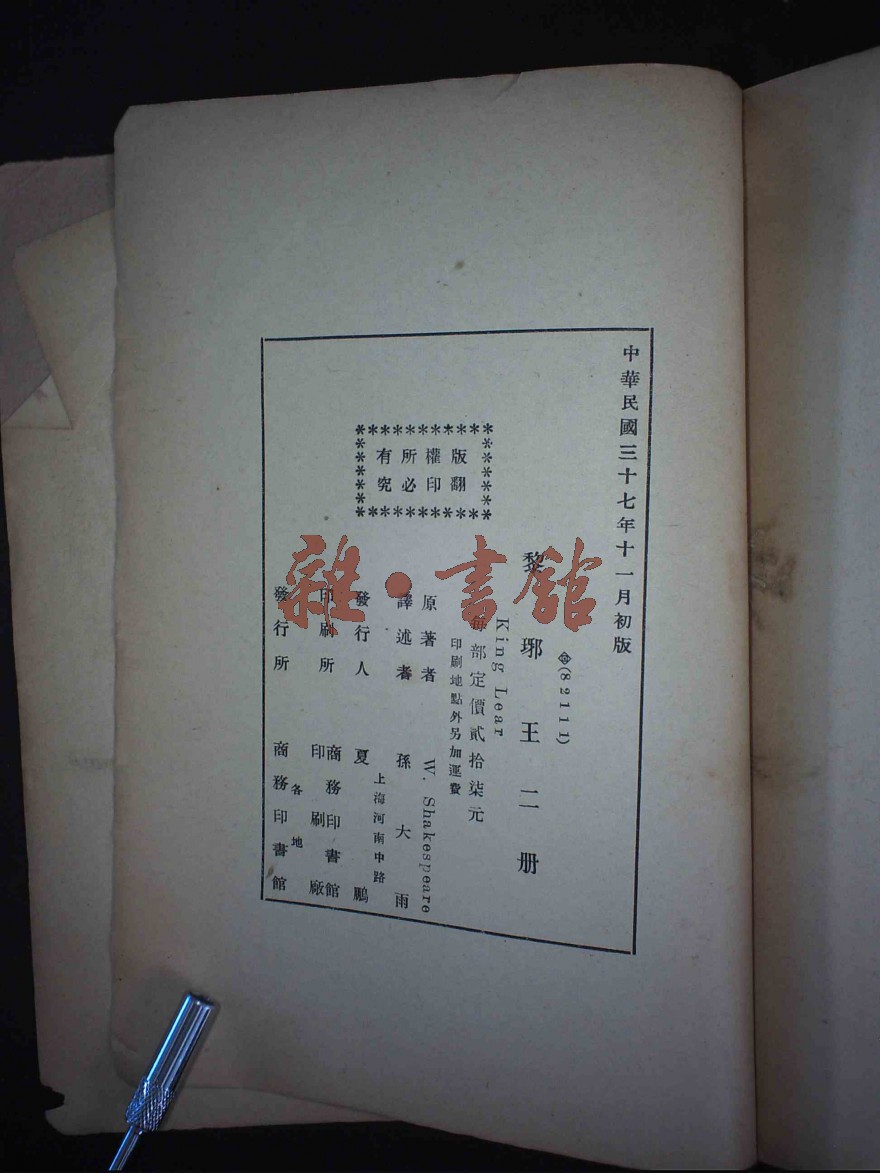 中華民國三十七年十一月初版
(82111)
黎琊王二册
King Lear
每部定價貳拾柒元
印刷地點外另加運費
版權所有
翻印必究
原著者 W. Shakespeare
譯述者 孫大雨
上海河南中路
發行人 夏鵬
印刷所 商務印書館印刷廠
各地
發行所 商務印書館
雜·書館